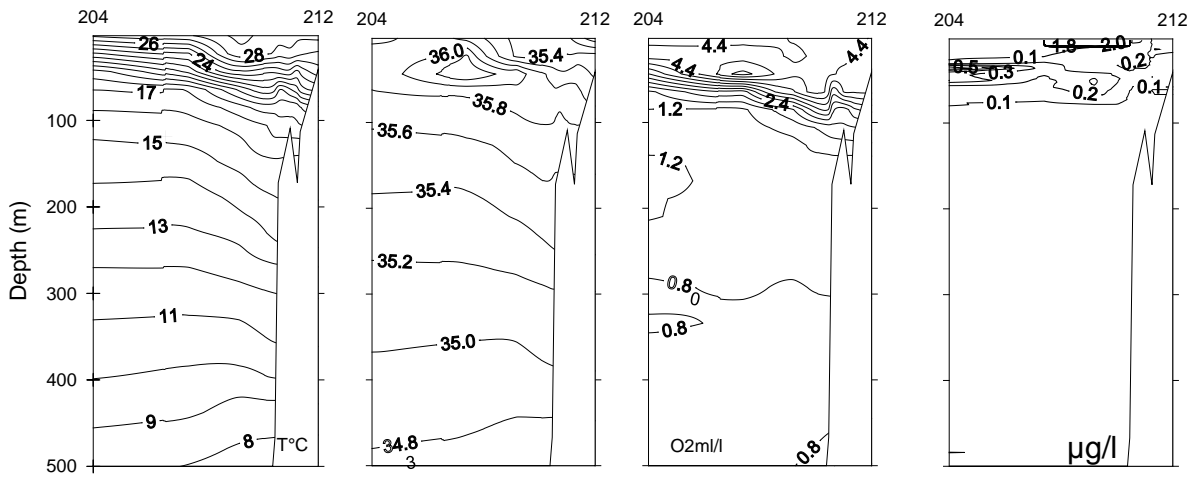 204 212 204 212 204 212 204 212
26 28 24 17 15 13 11 9 8 T°C
100
200
300
400
500
Depth (m)
36.0 35.4 35.8 35.6 35.4 35.2 35.0 34.8 3
4.4 4.4 4.4 2.4 1.2 1.2 0.8 0 0.8 0.8 O2ml/l
1.8 2.0 0.1 0.2 0.5 0.3 0.2 0.1 0.1 µg/l